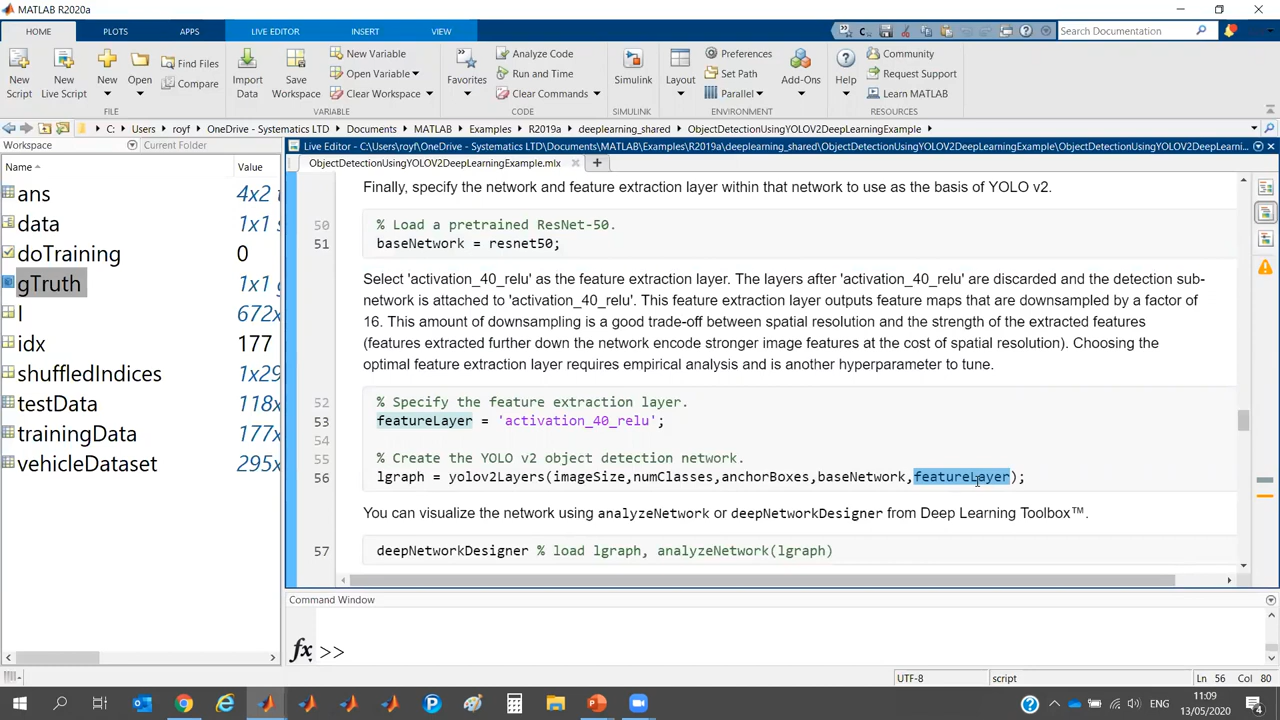 MATLAB R2020a
HOME PLOTS APPS LIVE EDITOR INSERT VIEW
Search Documentation
New Script
New Live Script
New
Open
Find Files
Compare
Import Data
Save Workspace
New Variable
Open Variable
Clear Workspace
Favorites
Analyze Code
Run and Time
Clear Commands
Simulink
Layout
Preferences
Set Path
Parallel
Add-Ons
Help
Community
Request Support
Learn MATLAB
FILE VARIABLE CODE SIMULINK ENVIRONMENT RESOURCES
C: Users royf OneDrive - Systematics LTD Documents MATLAB Examples R2019a deeplearning_shared ObjectDetectionUsingYOLOV2DeepLearningExample
Workspace Current Folder
Name Value
ans 4x2 t
data 1x1 s
doTraining 0
gTruth 1x1 g
I 672x
idx 177
shuffledIndices 1x29
testData 118x
trainingData 177x
vehicleDataset 295x
Live Editor - C:\Users\royf\OneDrive - Systematics LTD\Documents\MATLAB\Examples\R2019a\deeplearning_shared\ObjectDetectionUsingYOLOV2DeepLearningExample\ObjectDetectionUsingYOLOV2DeepLearningExample.ml...
ObjectDetectionUsingYOLOV2DeepLearningExample.mlx
Finally, specify the network and feature extraction layer within that network to use as the basis of YOLO v2.
50 % Load a pretrained ResNet-50.
51 baseNetwork = resnet50;
Select 'activation_40_relu' as the feature extraction layer. The layers after 'activation_40_relu' are discarded and the detection sub-
network is attached to 'activation_40_relu'. This feature extraction layer outputs feature maps that are downsampled by a factor of
16. This amount of downsampling is a good trade-off between spatial resolution and the strength of the extracted features
(features extracted further down the network encode stronger image features at the cost of spatial resolution). Choosing the
optimal feature extraction layer requires empirical analysis and is another hyperparameter to tune.
52 % Specify the feature extraction layer.
53 featureLayer = 'activation_40_relu';
54
55 % Create the YOLO v2 object detection network.
56 lgraph = yolov2Layers(imageSize,numClasses,anchorBoxes,baseNetwork,featureLayer);
You can visualize the network using analyzeNetwork or deepNetworkDesigner from Deep Learning Toolbox™.
57 deepNetworkDesigner % load lgraph, analyzeNetwork(lgraph)
Command Window
fx >>
UTF-8 script Ln 56 Col 80
ENG
11:09
13/05/2020
4